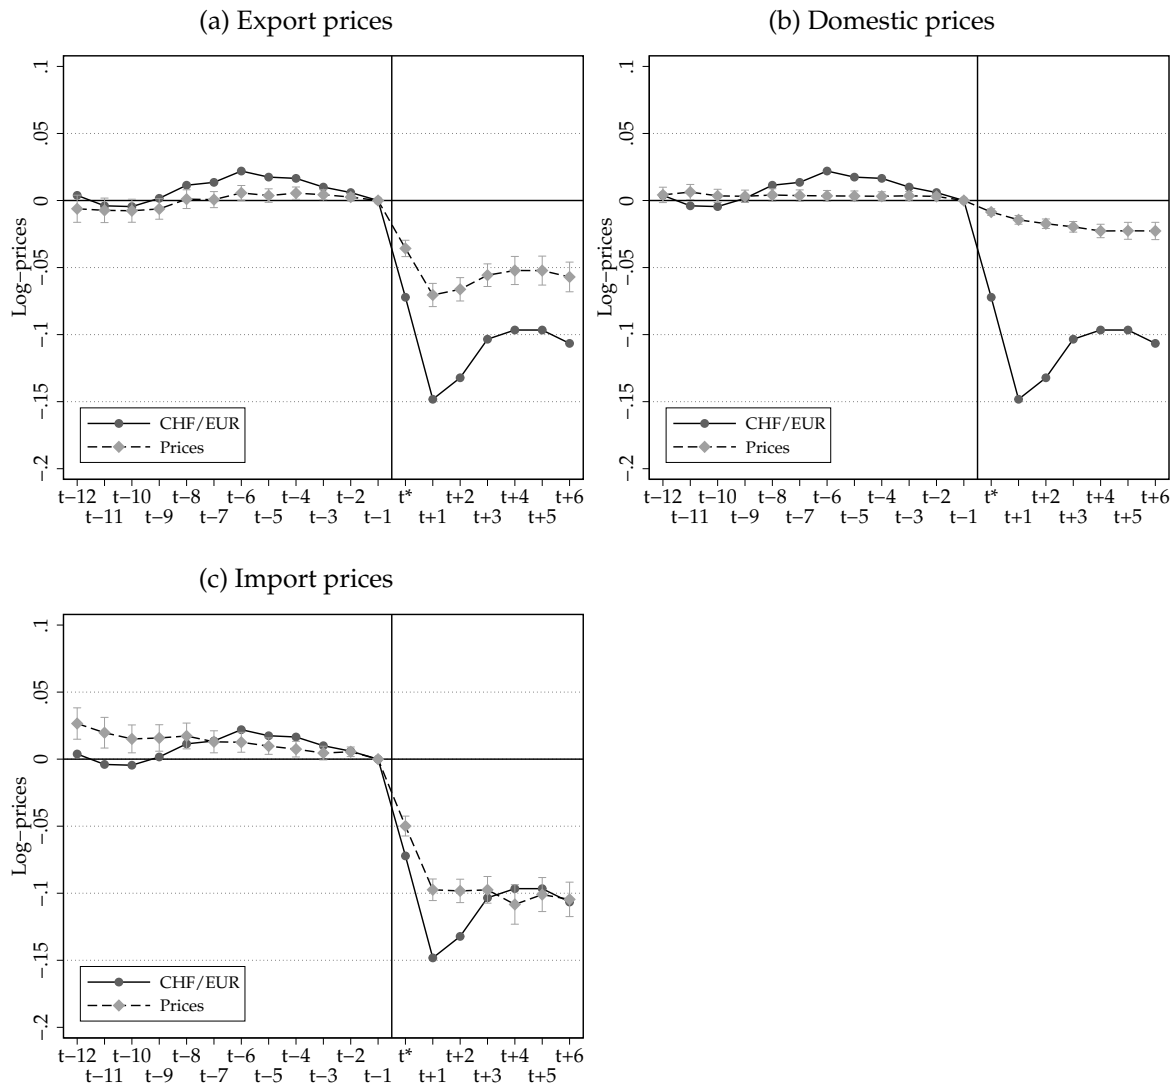 (a) Export prices
.1
.05
0
−.05
−.1
−.15
−.2
Log−prices
CHF/EUR
Prices
t−12 t−10 t−8 t−6 t−4 t−2 t* t+2 t+4 t+6
t−11 t−9 t−7 t−5 t−3 t−1 t+1 t+3 t+5
(b) Domestic prices
.1
.05
0
−.05
−.1
−.15
−.2
Log−prices
CHF/EUR
Prices
t−12 t−10 t−8 t−6 t−4 t−2 t* t+2 t+4 t+6
t−11 t−9 t−7 t−5 t−3 t−1 t+1 t+3 t+5
(c) Import prices
.1
.05
0
−.05
−.1
−.15
−.2
Log−prices
CHF/EUR
Prices
t−12 t−10 t−8 t−6 t−4 t−2 t* t+2 t+4 t+6
t−11 t−9 t−7 t−5 t−3 t−1 t+1 t+3 t+5